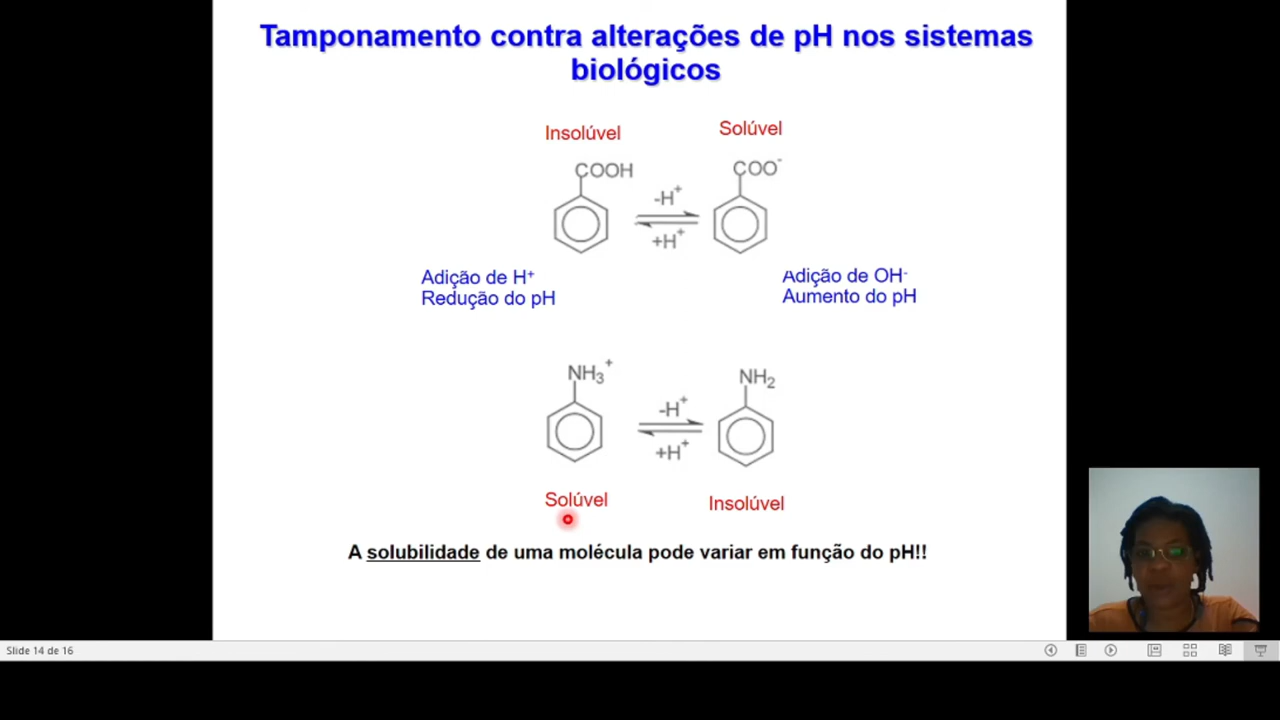 Tamponamento contra alterações de pH nos sistemas
biológicos
Insolúvel
Solúvel
COOH
COO-
-H+
+H+
Adição de H+
Redução do pH
Adição de OH-
Aumento do pH
NH3+
NH2
-H+
+H+
Solúvel
Insolúvel
A solubilidade de uma molécula pode variar em função do pH!!
Slide 14 de 16